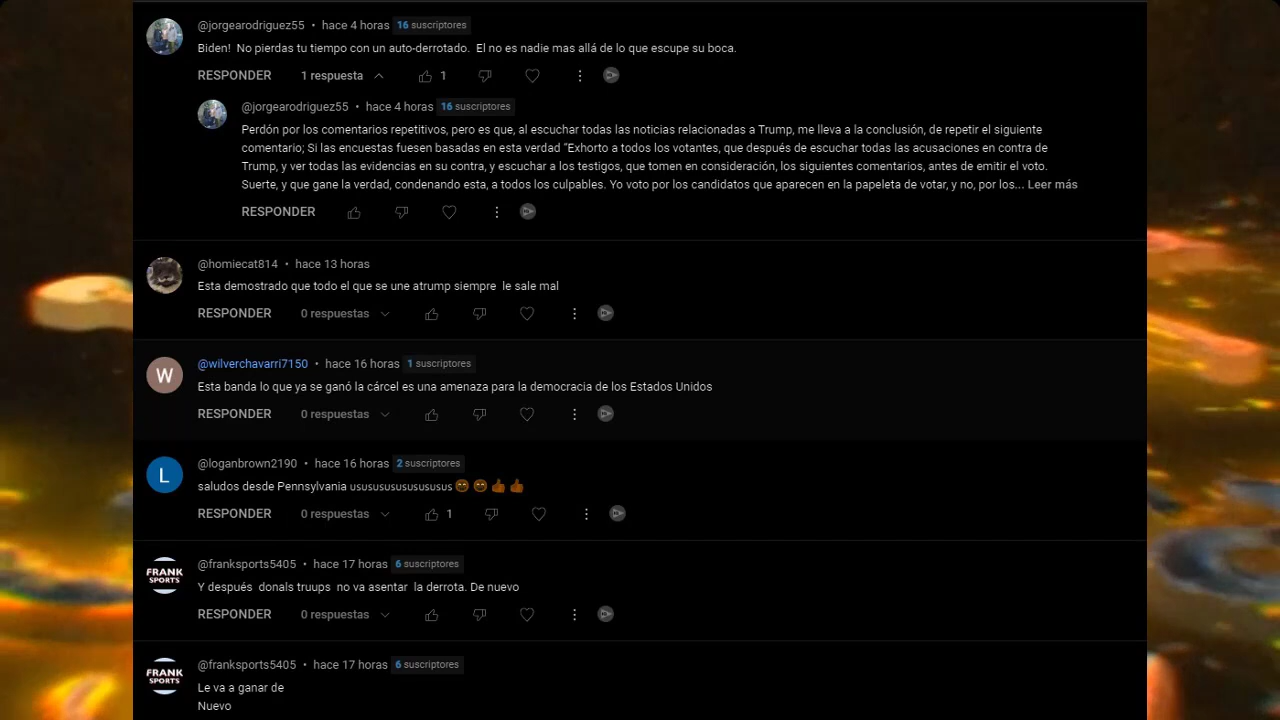 @jorgearodriguez55 • hace 4 horas 16 suscriptores
Biden! No pierdas tu tiempo con un auto-derrotado. El no es nadie mas allá de lo que escupe su boca.
RESPONDER 1 respuesta 1
@jorgearodriguez55 • hace 4 horas 16 suscriptores
Perdón por los comentarios repetitivos, pero es que, al escuchar todas las noticias relacionadas a Trump, me lleva a la conclusión, de repetir el siguiente
comentario; Si las encuestas fuesen basadas en esta verdad “Exhorto a todos los votantes, que después de escuchar todas las acusaciones en contra de
Trump, y ver todas las evidencias en su contra, y escuchar a los testigos, que tomen en consideración, los siguientes comentarios, antes de emitir el voto.
Suerte, y que gane la verdad, condenando esta, a todos los culpables. Yo voto por los candidatos que aparecen en la papeleta de votar, y no, por los... Leer más
RESPONDER
@homiecat814 • hace 13 horas
Esta demostrado que todo el que se une atrump siempre le sale mal
RESPONDER 0 respuestas
W
@wilverchavarri7150 • hace 16 horas 1 suscriptores
Esta banda lo que ya se ganó la cárcel es una amenaza para la democracia de los Estados Unidos
RESPONDER 0 respuestas
L
@loganbrown2190 • hace 16 horas 2 suscriptores
saludos desde Pennsylvania ususususususususus😁😁👍🏾👍🏾
RESPONDER 0 respuestas 1
FRANK
SPORTS
@franksports5405 • hace 17 horas 6 suscriptores
Y después donals truups no va asentar la derrota. De nuevo
RESPONDER 0 respuestas
FRANK
SPORTS
@franksports5405 • hace 17 horas 6 suscriptores
Le va a ganar de
Nuevo